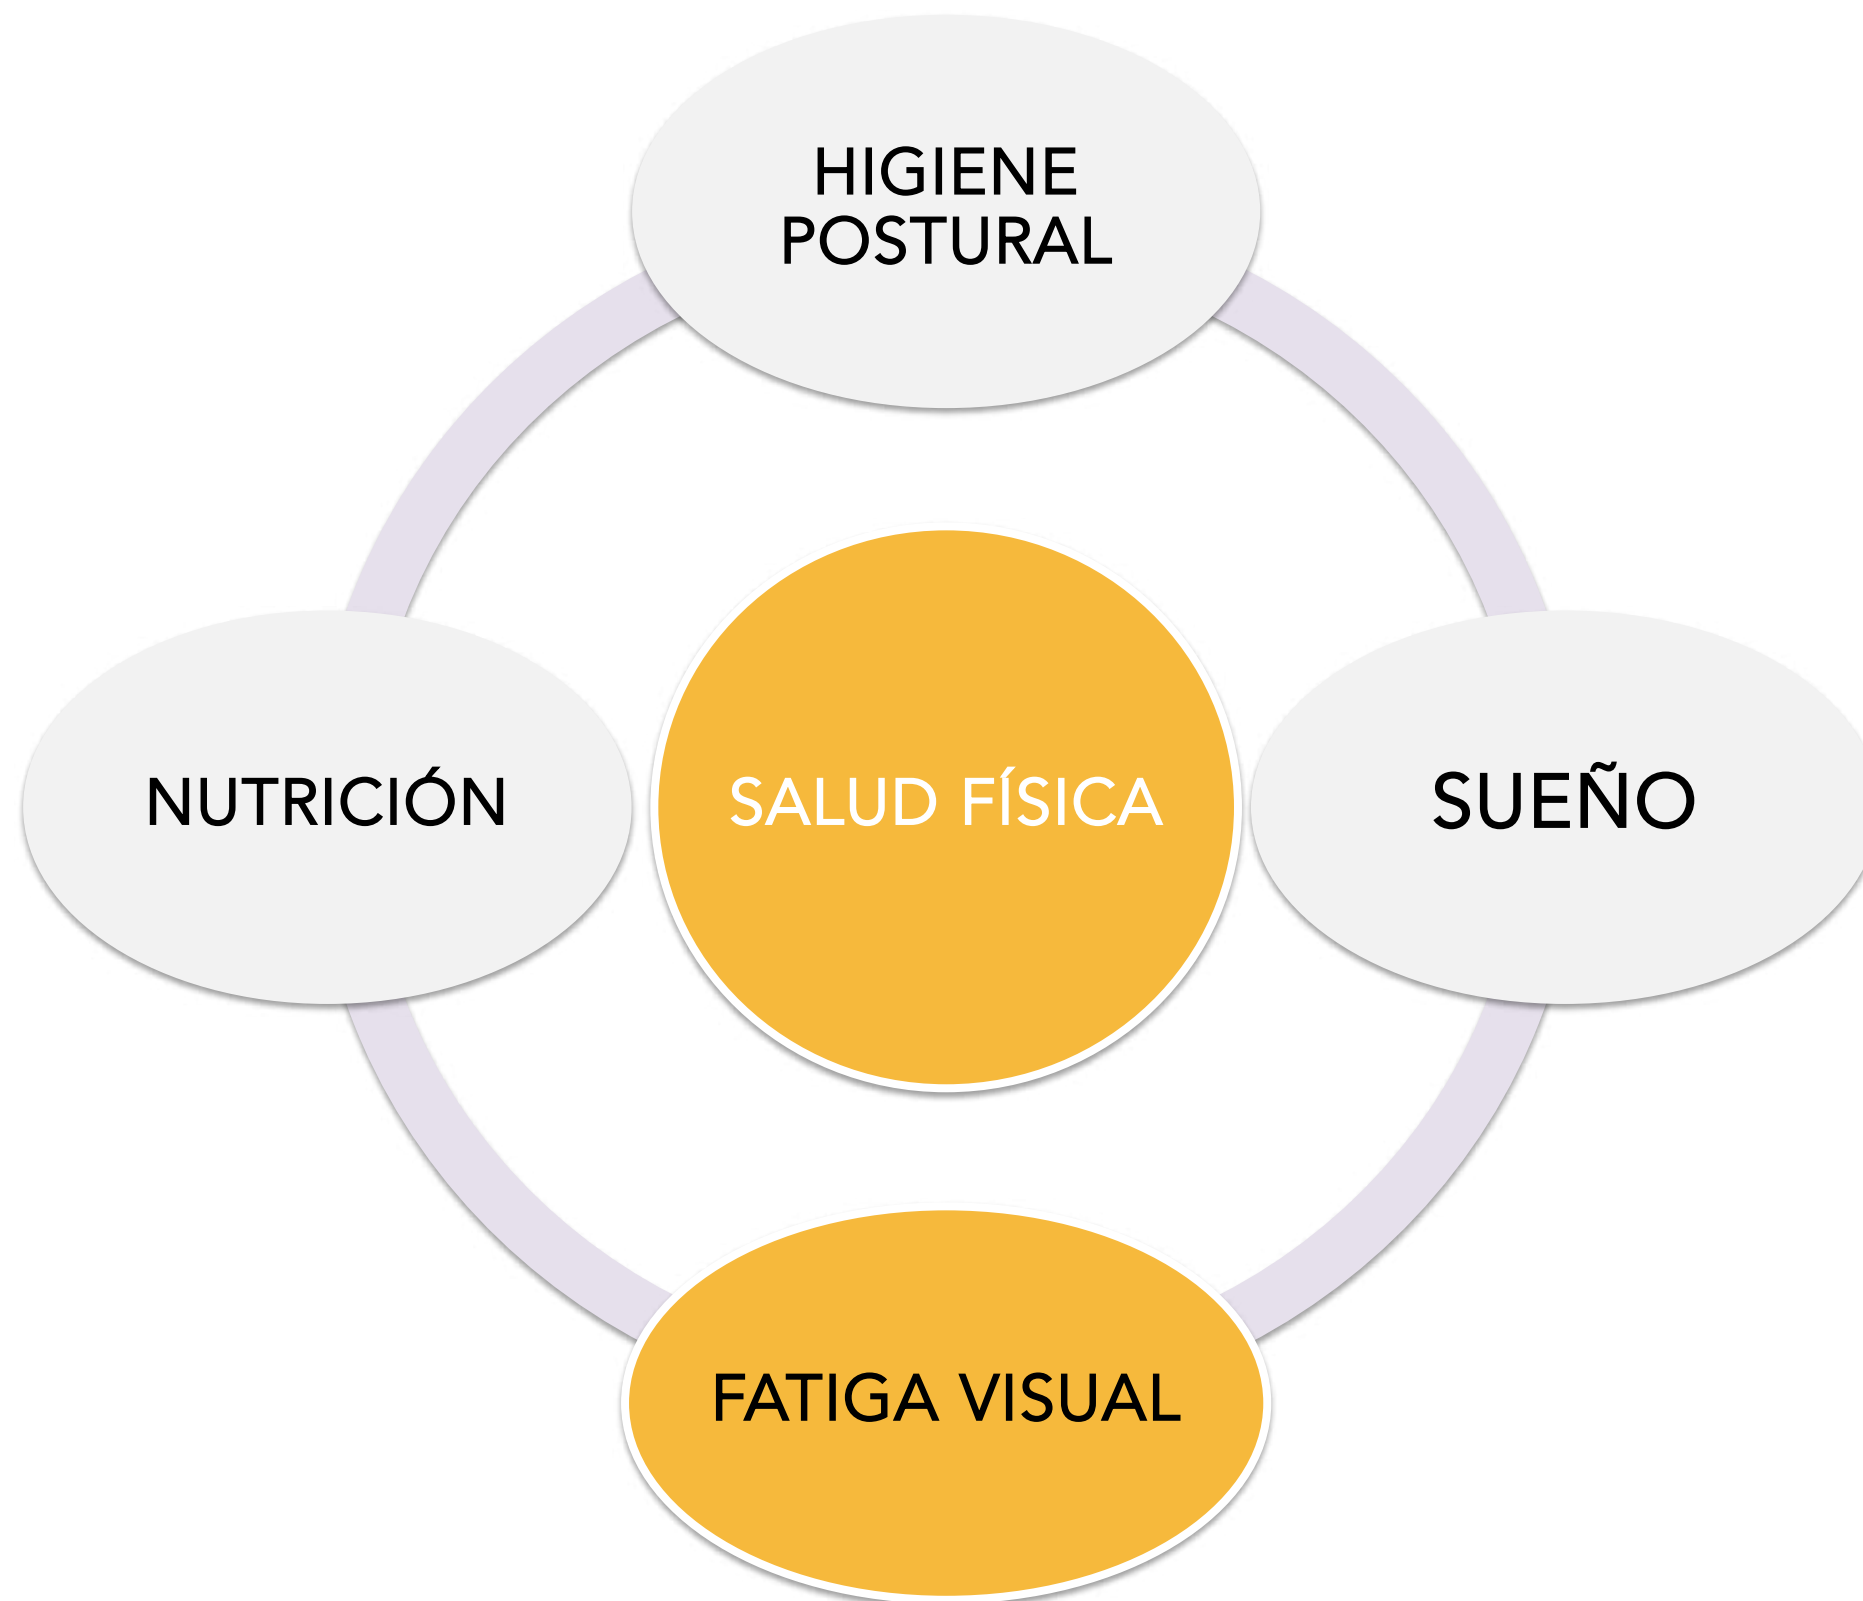 HIGIENE
POSTURAL
NUTRICIÓN
SALUD FÍSICA
SUEÑO
FATIGA VISUAL